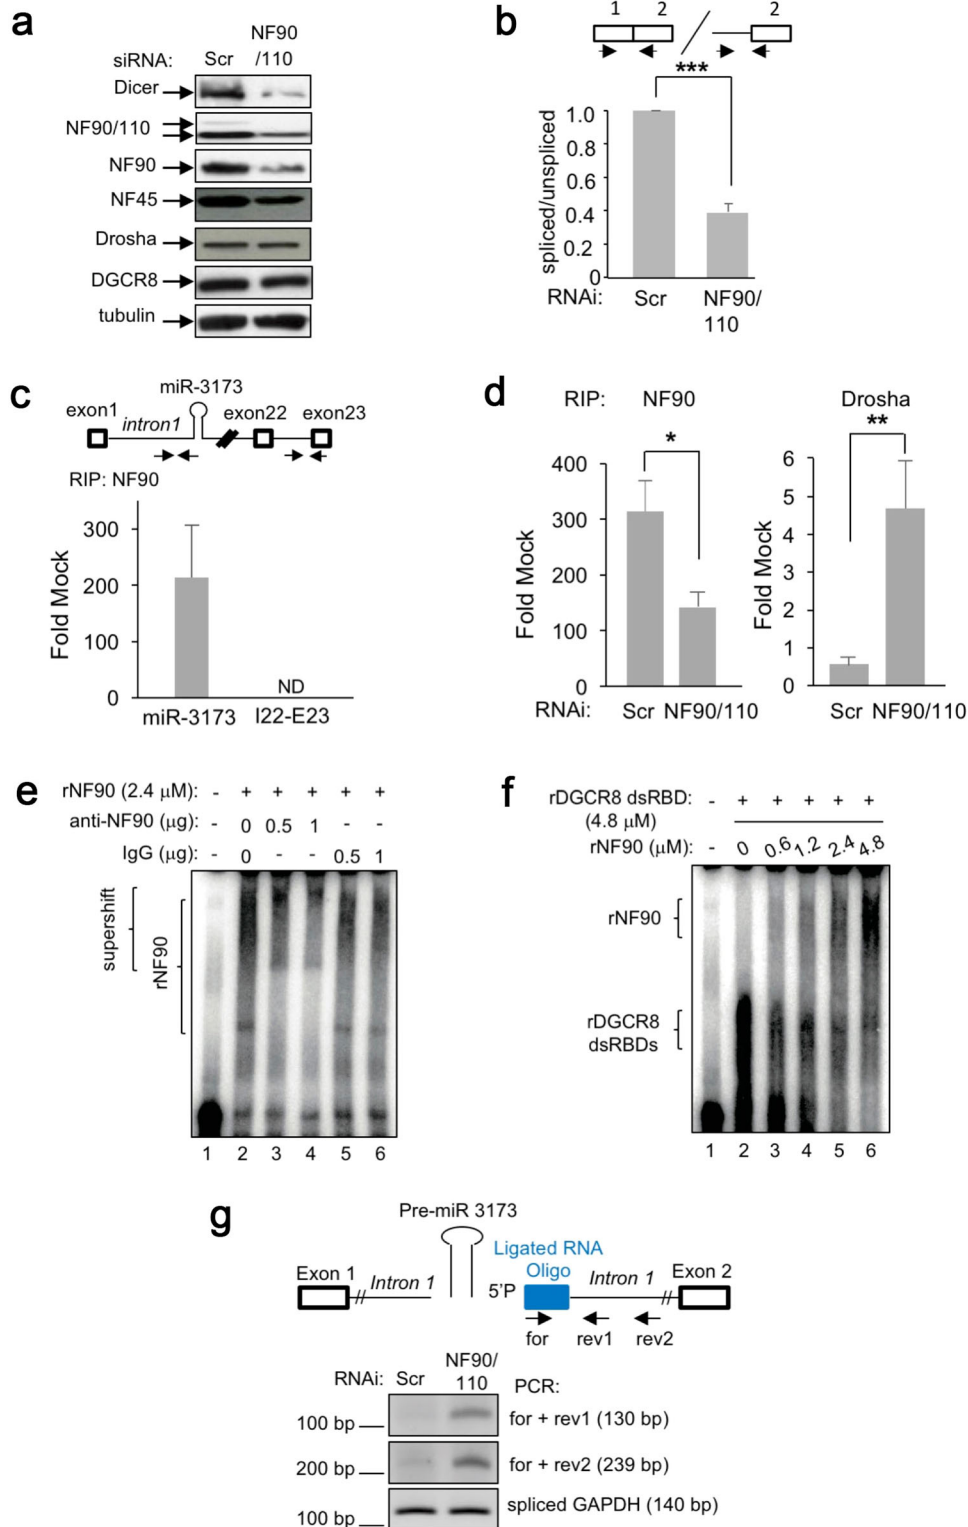 a
siRNA: Scr NF90
/110
Dicer
NF90/110
NF90
NF45
Drosha
DGCR8
tubulin
b
1 2 2
***
spliced/unspliced
1.0
0.8
0.6
0.4
0.2
0
RNAi: Scr NF90/
110
c
miR-3173
exon1 intron1 exon22 exon23
RIP: NF90
Fold Mock
300
200
100
0
ND
miR-3173 I22-E23
d
RIP: NF90 Drosha
*
**
Fold Mock
400
300
200
100
0
Fold Mock
6
5
4
3
2
1
0
RNAi: Scr NF90/110 Scr NF90/110
e
rNF90 (2.4 µM): - + + + + +
anti-NF90 (µg): - 0 0.5 1 - -
IgG (µg): - 0 - - 0.5 1
supershift
rNF90
1 2 3 4 5 6
f
rDGCR8 dsRBD: - + + + + +
(4.8 µM)
rNF90 (µM): - 0 0.6 1.2 2.4 4.8
rNF90
rDGCR8
dsRBDs
1 2 3 4 5 6
g
Pre-miR 3173
Ligated RNA
Oligo
Exon 1 Intron 1 5'P Intron 1 Exon 2
for rev1 rev2
RNAi: Scr NF90/
110 PCR:
100 bp for + rev1 (130 bp)
200 bp for + rev2 (239 bp)
100 bp spliced GAPDH (140 bp)